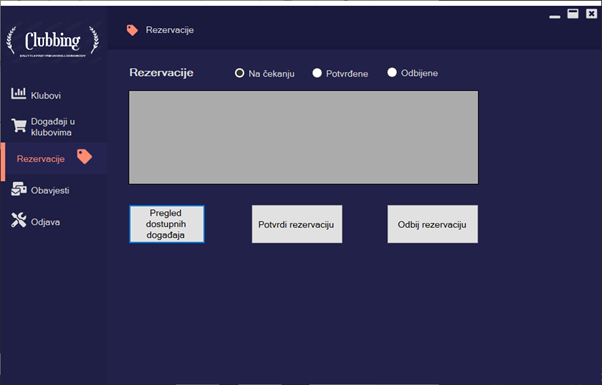 Clubbing
Rezervacije
Rezervacije
Na čekanju
Potvrđene
Odbijene
Klubovi
Događaji u
klubovima
Rezervacije
Obavjesti
Odjava
Pregled
dostupnih
događaja
Potvrdi rezervaciju
Odbij rezervaciju